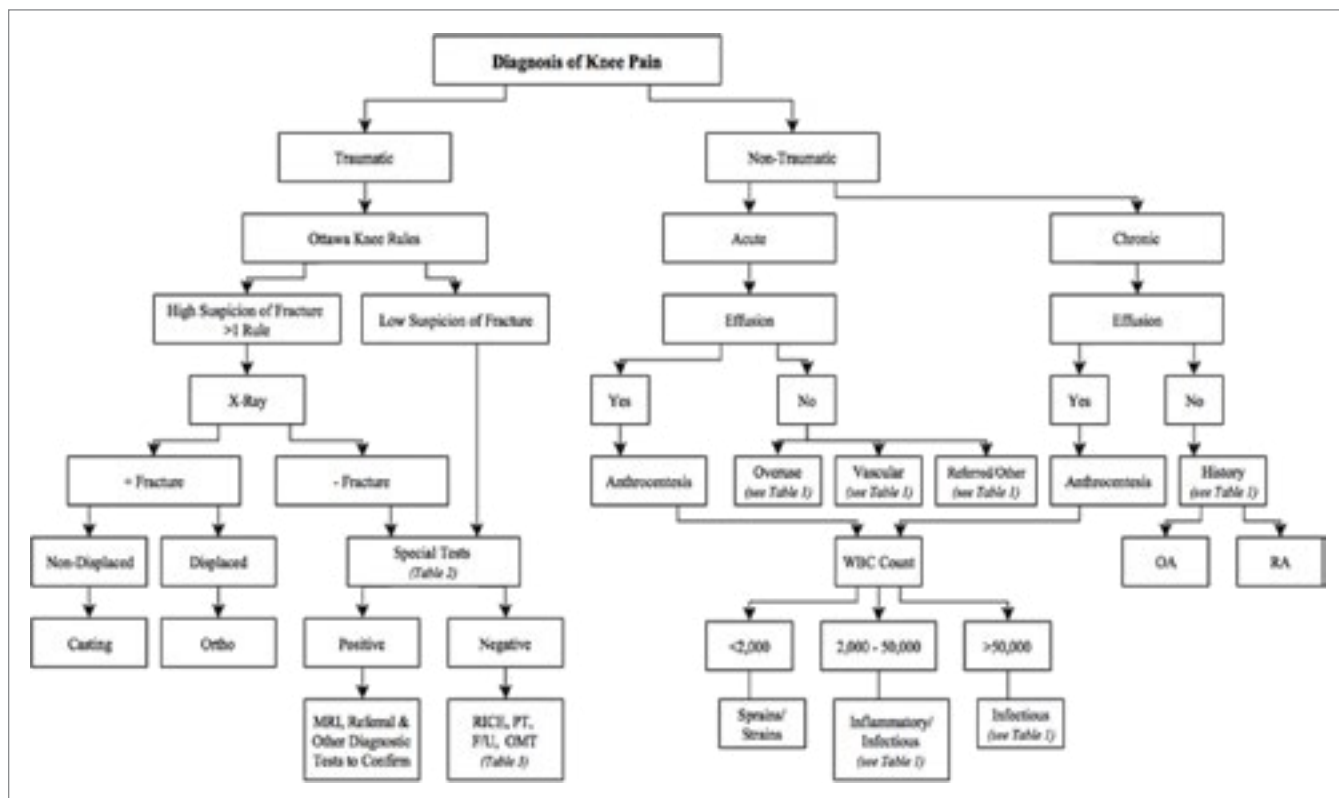 Diagnosis of Knee Pain
Traumatic
Non-Traumatic
Ottawa Knee Rules
Acute
Chronic
High Suspicion of Fracture
>1 Rule
Low Suspicion of Fracture
Effusion
Effusion
X-Ray
Yes
No
Yes
No
+ Fracture
- Fracture
Anthrocentesis
Overuse
(see Table 1)
Vascular
(see Table 1)
Referred/Other
(see Table 1)
Anthrocentesis
History
(see Table 1)
Non-Displaced
Displaced
Special Tests
(Table 2)
WBC Count
OA
RA
Casting
Ortho
Positive
Negative
<2,000
2,000 - 50,000
>50,000
MRI, Referral &
Other Diagnostic
Tests to Confirm
RICE, PT,
F/U, OMT
(Table 3)
Sprains/
Strains
Inflammatory/
Infectious
(see Table 1)
Infectious
(see Table 1)